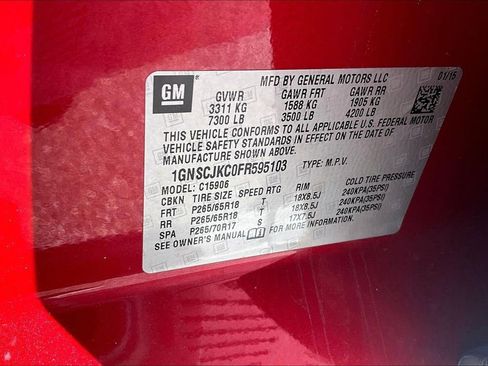 GM
MFD BY GENERAL MOTORS LLC 01/15
GVWR GAWR FRT GAWR RR
3311 KG 1588 KG 1905 KG
7300 LB 3500 LB 4200 LB
THIS VEHICLE CONFORMS TO ALL APPLICABLE U.S. FEDERAL MOTOR
VEHICLE SAFETY STANDARDS IN EFFECT ON THE DATE OF
MANUFACTURE SHOWN ABOVE.
1GNSCJKC0FR595103 TYPE: M.P.V.
C15906
CBKN TIRE SIZE SPEED RTG RIM COLD TIRE PRESSURE
FRT P265/65R18 T 18X8.5J 240KPA(35PSI)
RR P265/65R18 T 18X8.5J 240KPA(35PSI)
SPA P265/70R17 S 17X7.5J 240KPA(35PSI)
SEE OWNER'S MANUAL FOR MORE INFORMATION.